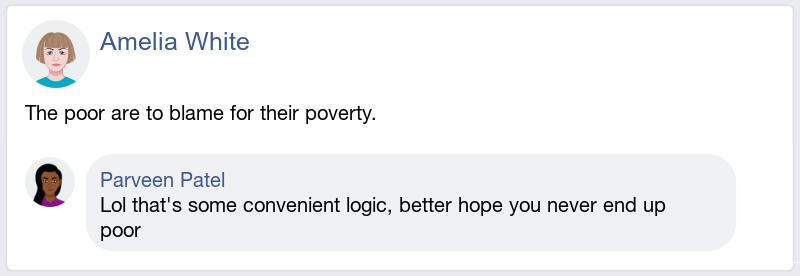 Amelia White
The poor are to blame for their poverty.
Parveen Patel
Lol that's some convenient logic, better hope you never end up
poor